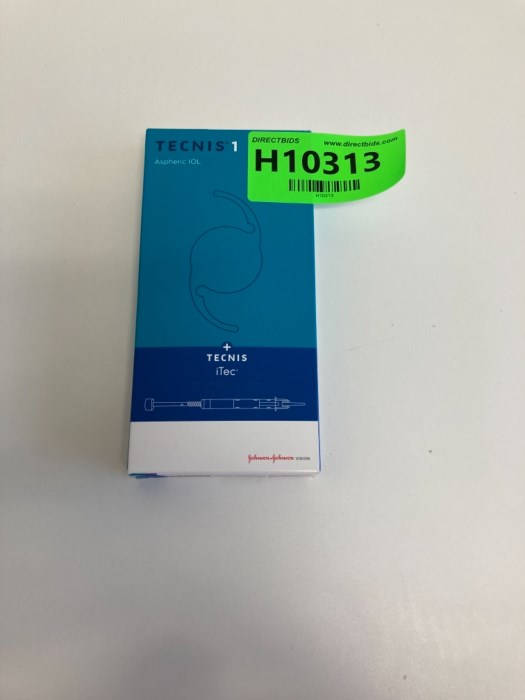 TECNIS® 1
Aspheric IOL
DIRECTBIDS www.directbids.com
H10313
H10313
+
TECNIS
iTec
Johnson & Johnson VISION